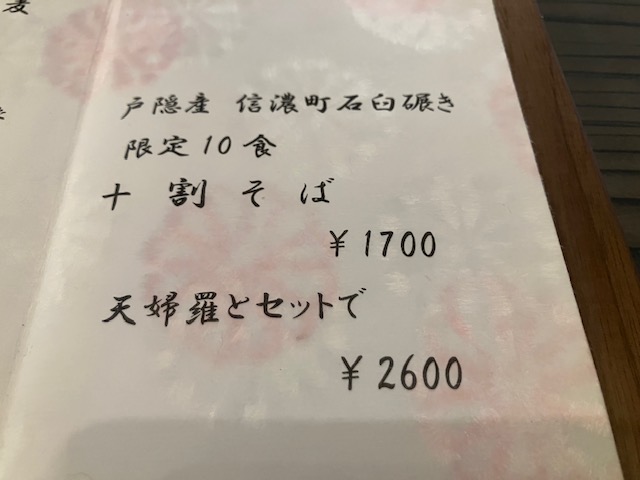 麦
戸隠産 信濃町石臼碾き
限定10食
十割そば
¥1700
天婦羅とセットで
¥2600